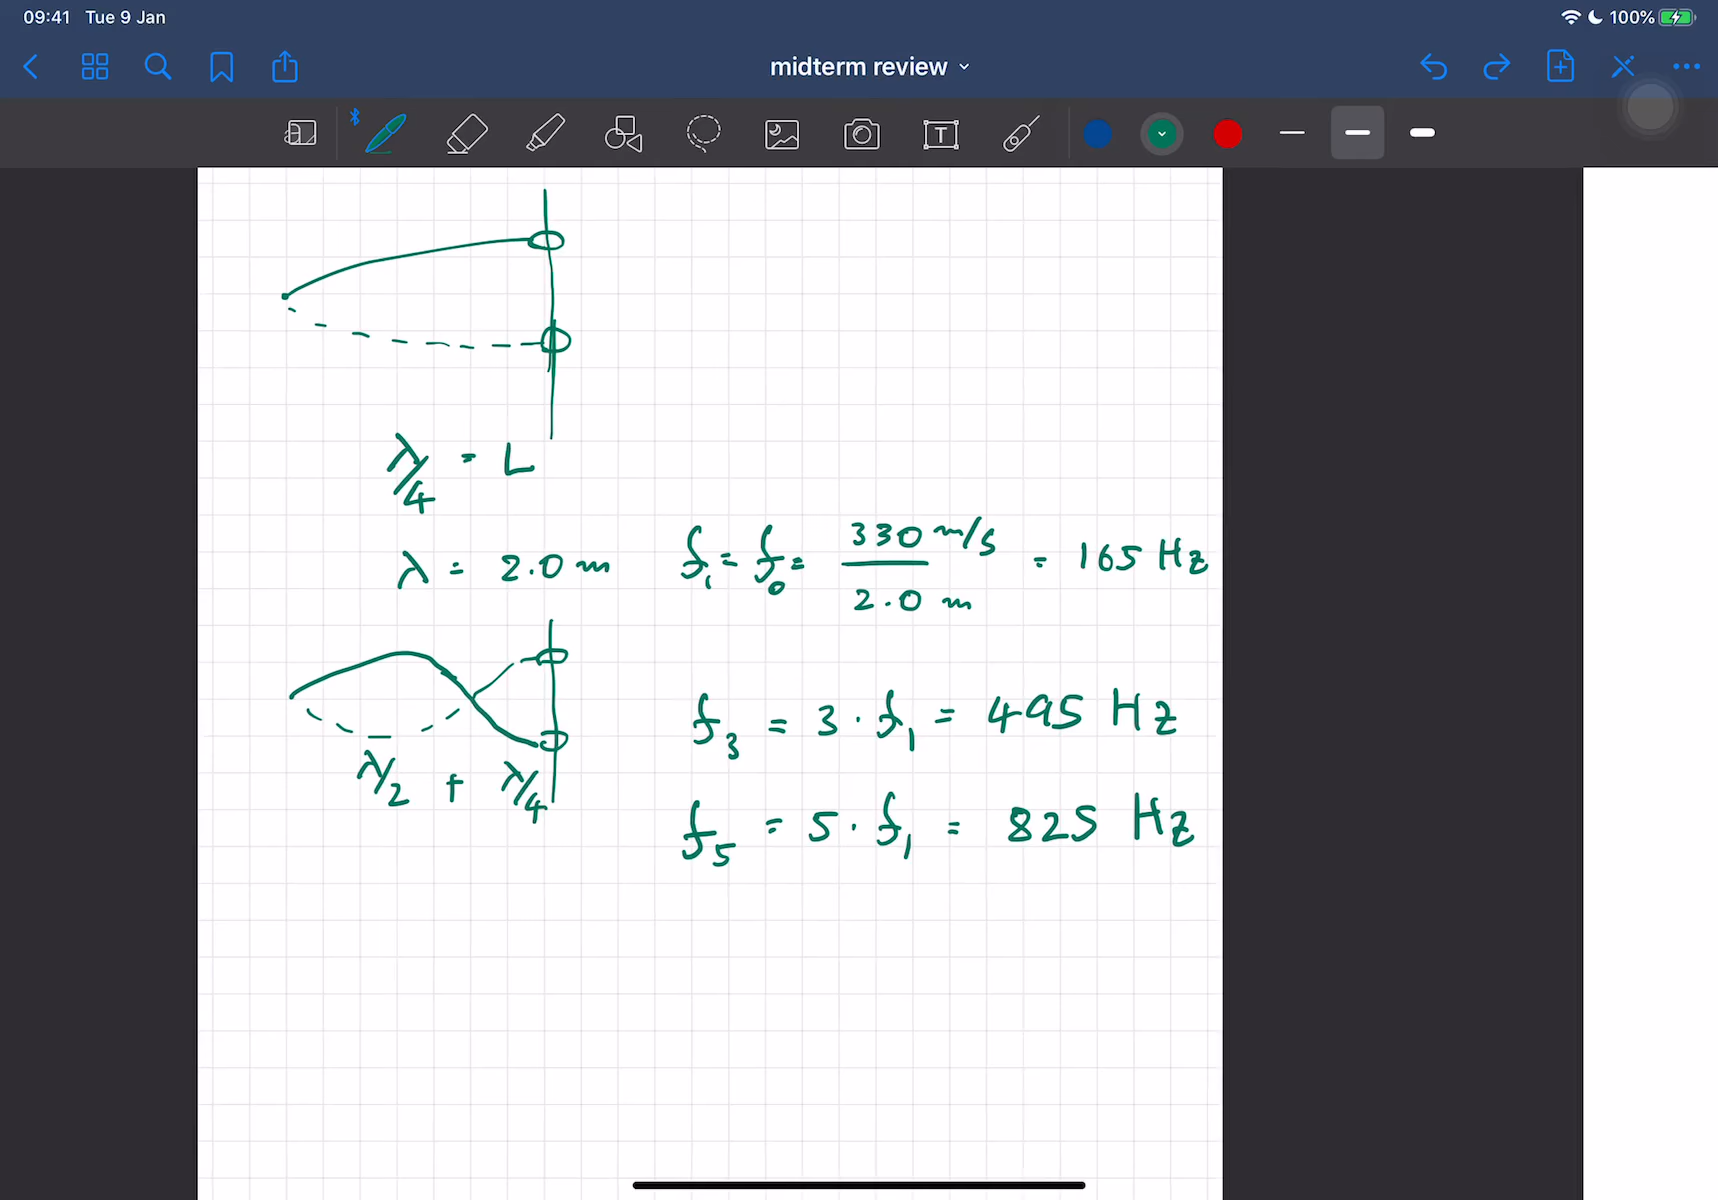 09:41 Tue 9 Jan
100%
midterm review
T
λ/4 = L
λ = 2.0 m
f₁ = f₀ = 330 m/s / 2.0 m = 165 Hz
λ/2 + λ/4
f₃ = 3 · f₁ = 495 Hz
f₅ = 5 · f₁ = 825 Hz